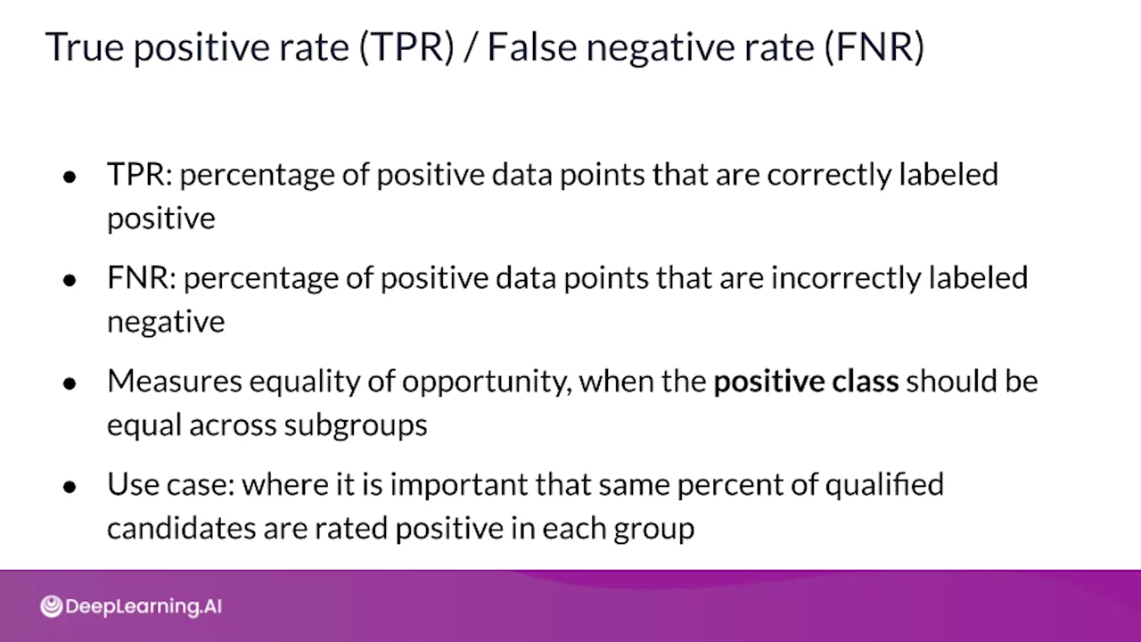 True positive rate (TPR) / False negative rate (FNR)
● TPR: percentage of positive data points that are correctly labeled
positive
● FNR: percentage of positive data points that are incorrectly labeled
negative
● Measures equality of opportunity, when the positive class should be
equal across subgroups
● Use case: where it is important that same percent of qualified
candidates are rated positive in each group
DeepLearning.AI